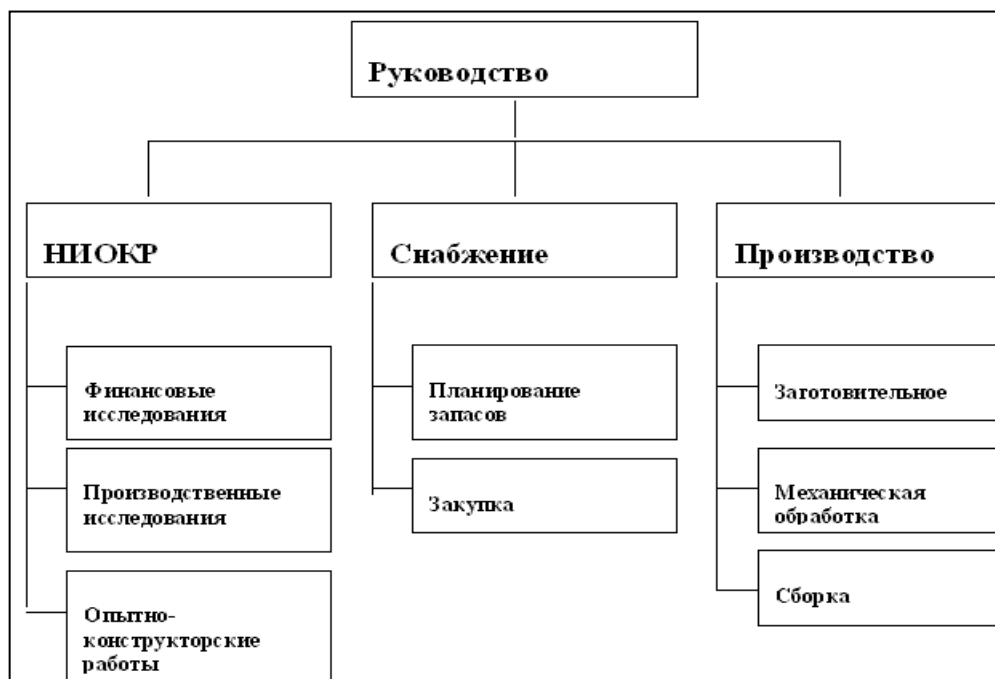 Руководство
НИОКР
Снабжение
Производство
Финансовые
исследования
Производственные
исследования
Опытно-
конструкторские
работы
Планирование
запасов
Закупка
Заготовительное
Механическая
обработка
Сборка